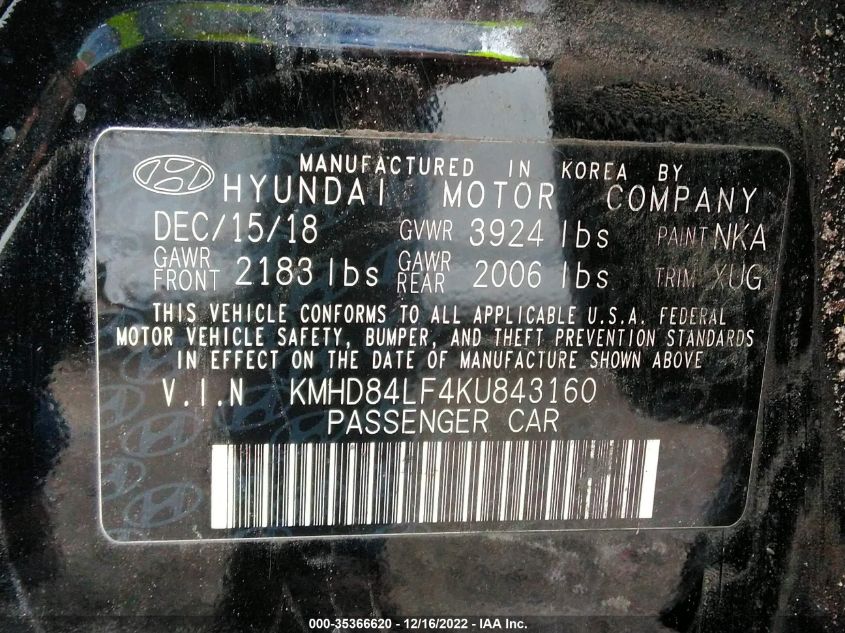 MANUFACTURED IN KOREA BY
HYUNDAI MOTOR COMPANY
DEC/15/18 GVWR 3924 lbs PAINT NKA
GAWR FRONT 2183 lbs GAWR REAR 2006 lbs TRIM XUG
THIS VEHICLE CONFORMS TO ALL APPLICABLE U.S.A. FEDERAL
MOTOR VEHICLE SAFETY, BUMPER, AND THEFT PREVENTION STANDARDS
IN EFFECT ON THE DATE OF MANUFACTURE SHOWN ABOVE
V.I.N KMHD84LF4KU843160
PASSENGER CAR
000-35366620 - 12/16/2022 - IAA Inc.